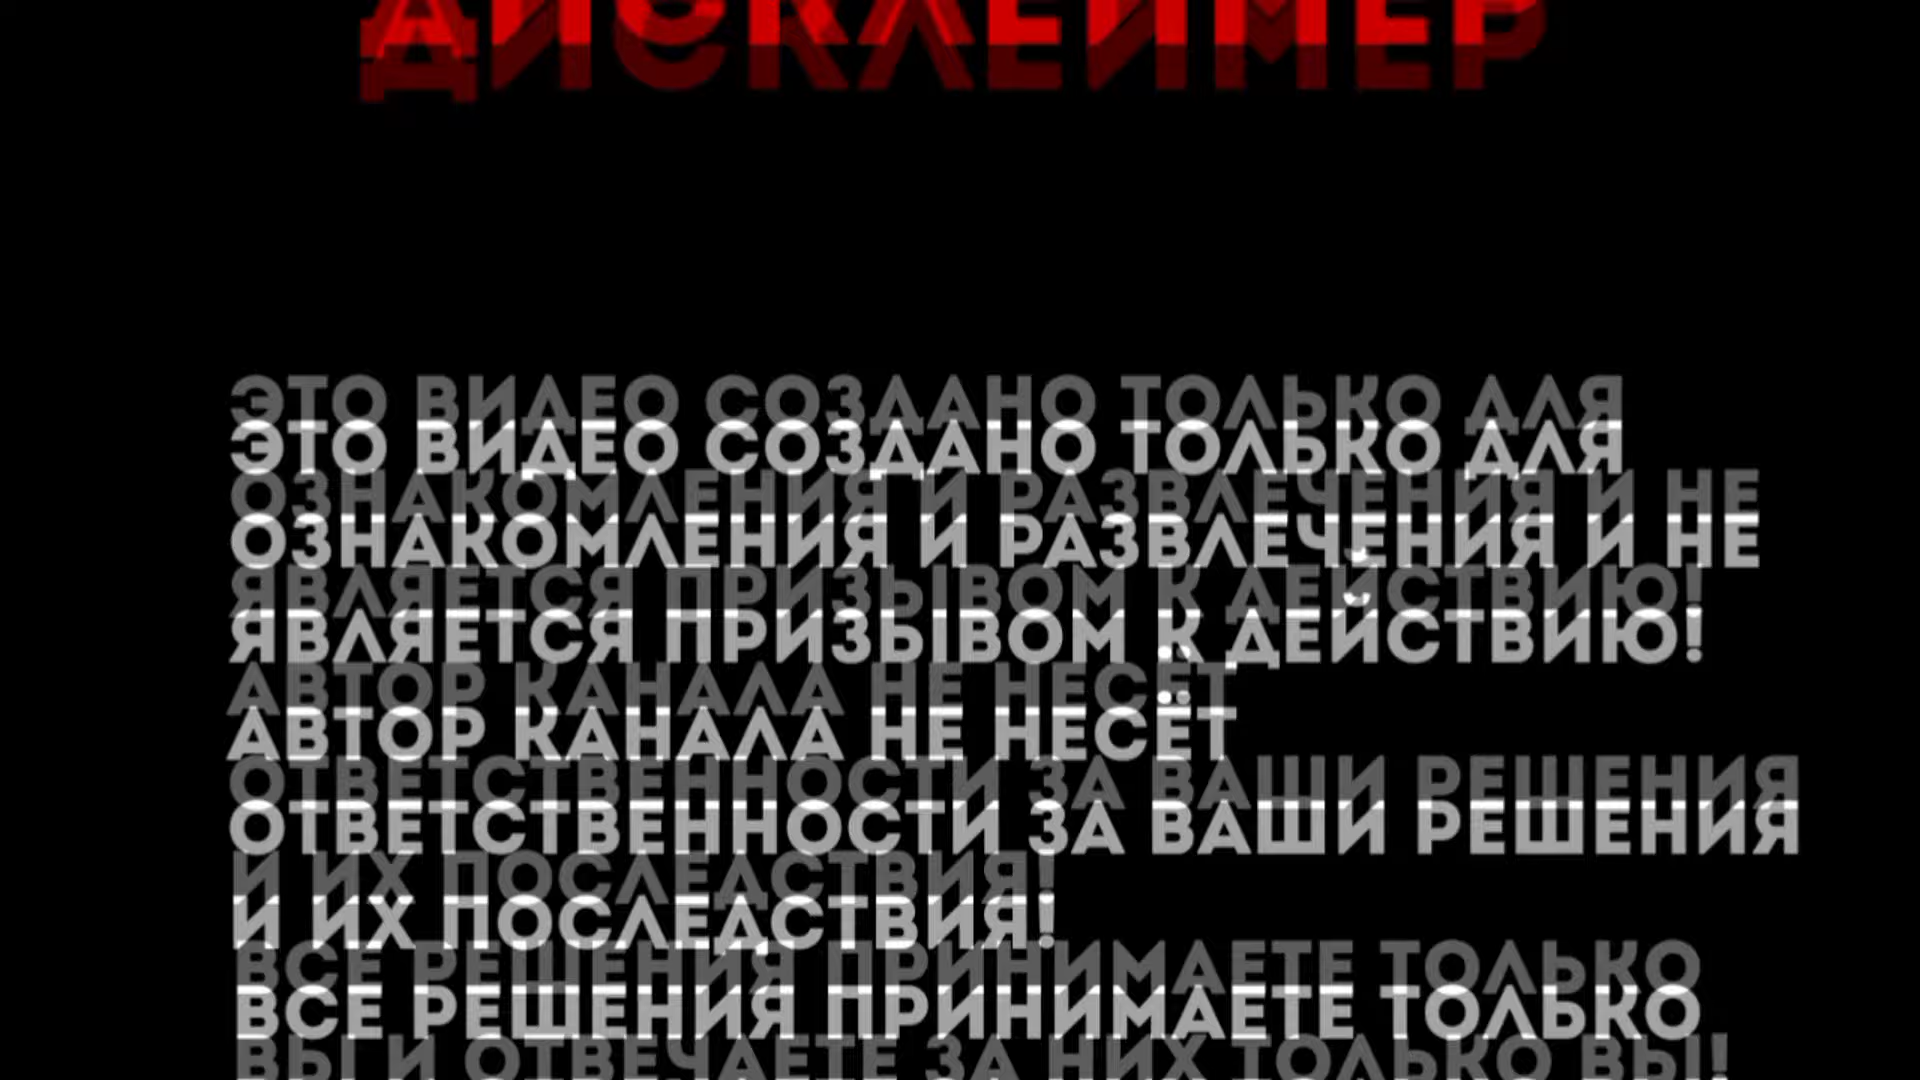 ДИСКЛЕЙМЕР
ЭТО ВИДЕО СОЗДАНО ТОЛЬКО ДЛЯ
ОЗНАКОМЛЕНИЯ И РАЗВЛЕЧЕНИЯ И НЕ
ЯВЛЯЕТСЯ ПРИЗЫВОМ К ДЕЙСТВИЮ!
АВТОР КАНАЛА НЕ НЕСЁТ
ОТВЕТСТВЕННОСТИ ЗА ВАШИ РЕШЕНИЯ
И ИХ ПОСЛЕДСТВИЯ!
ВСЕ РЕШЕНИЯ ПРИНИМАЕТЕ ТОЛЬКО
ВЫ И ОТВЕЧАЕТЕ ЗА НИХ ТОЛЬКО ВЫ!